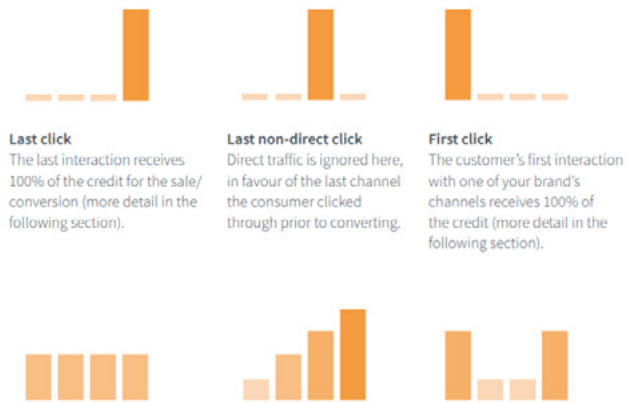 Last click
The last interaction receives
100% of the credit for the sale/
conversion (more detail in the
following section).
Last non-direct click
Direct traffic is ignored here,
in favour of the last channel
the consumer clicked
through prior to converting.
First click
The customer's first interaction
with one of your brand's
channels receives 100% of
the credit (more detail in the
following section).